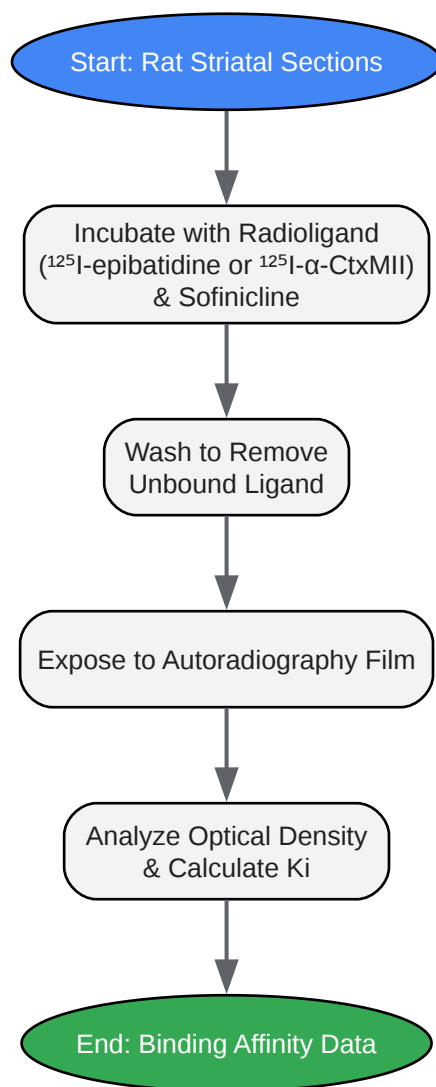 Start: Rat Striatal Sections
Incubate with Radioligand
(¹²⁵I-epibatidine or ¹²⁵I-α-CtxMII)
& Sofinicline
Wash to Remove
Unbound Ligand
Expose to Autoradiography Film
Analyze Optical Density
& Calculate Ki
End: Binding Affinity Data